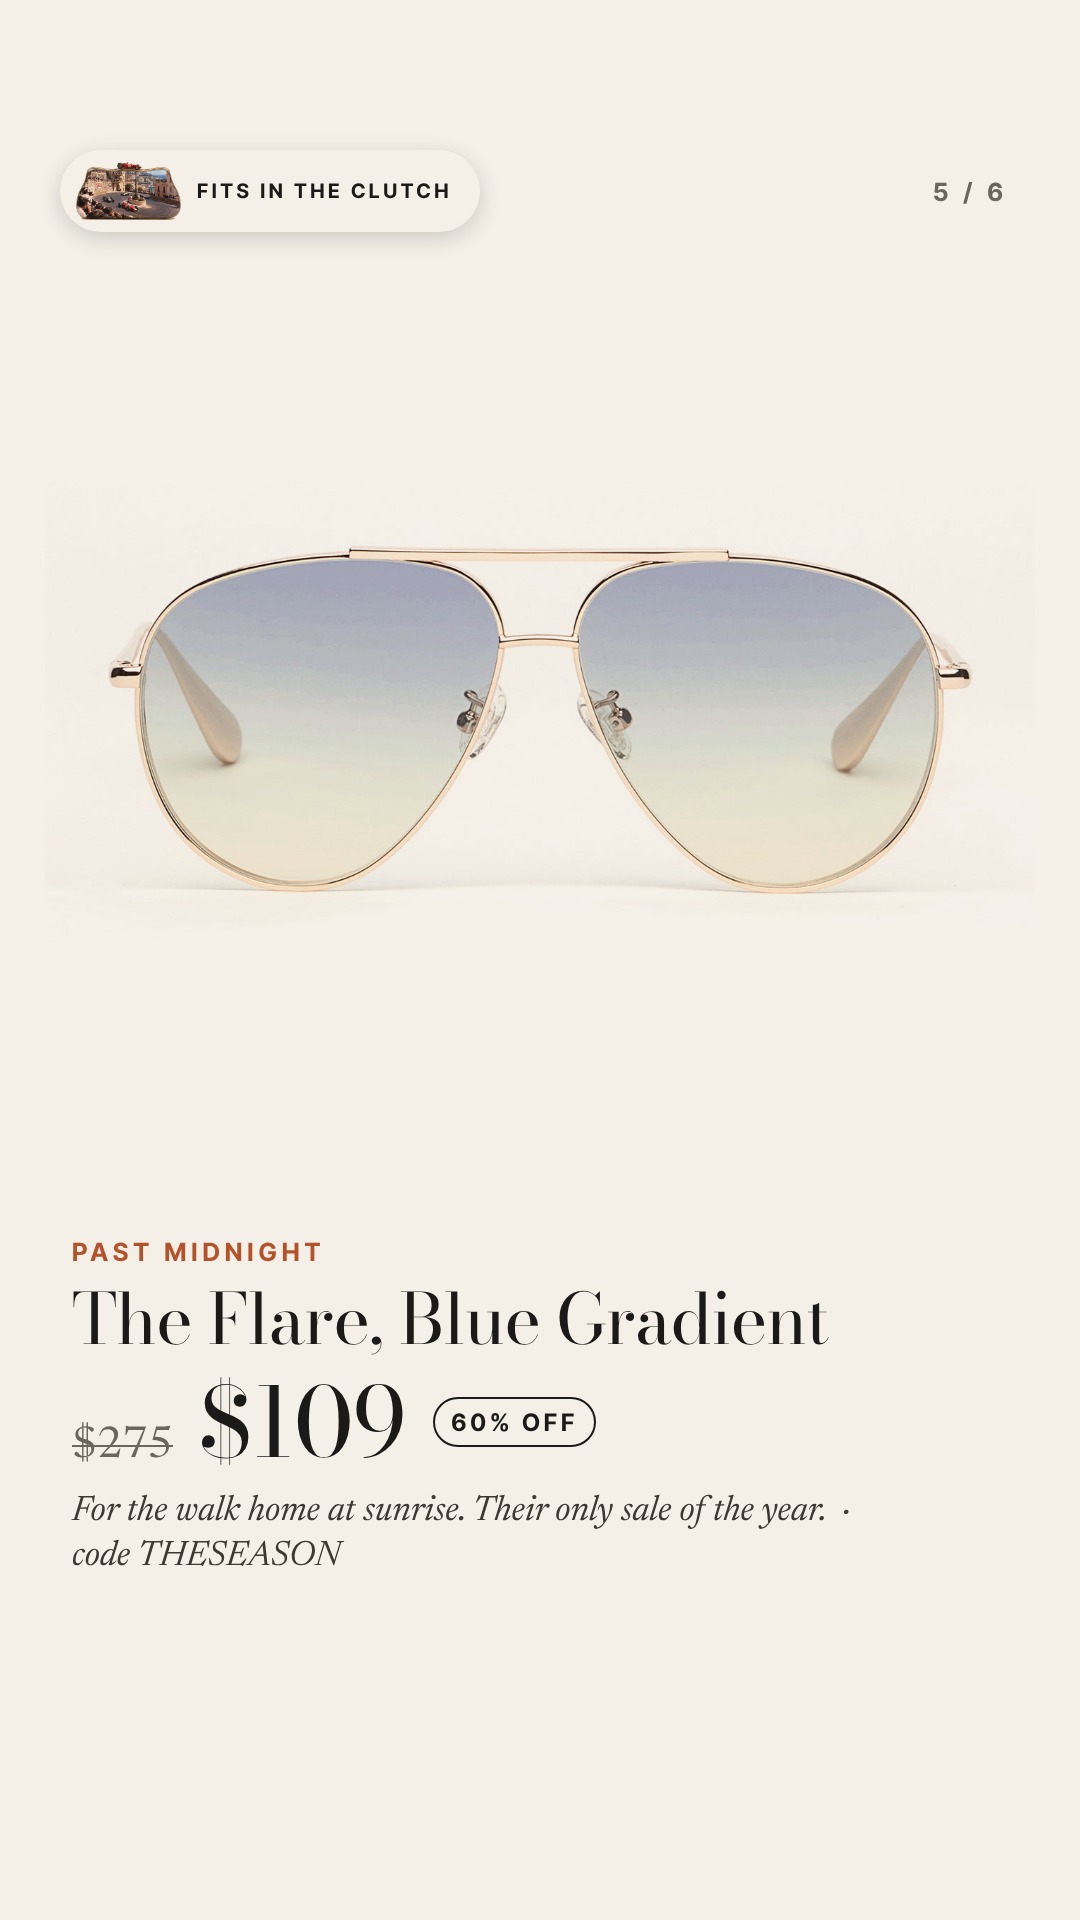 FITS IN THE CLUTCH
5 / 6
PAST MIDNIGHT
The Flare, Blue Gradient
$275 $109 60% OFF
For the walk home at sunrise. Their only sale of the year. ·
code THESEASON